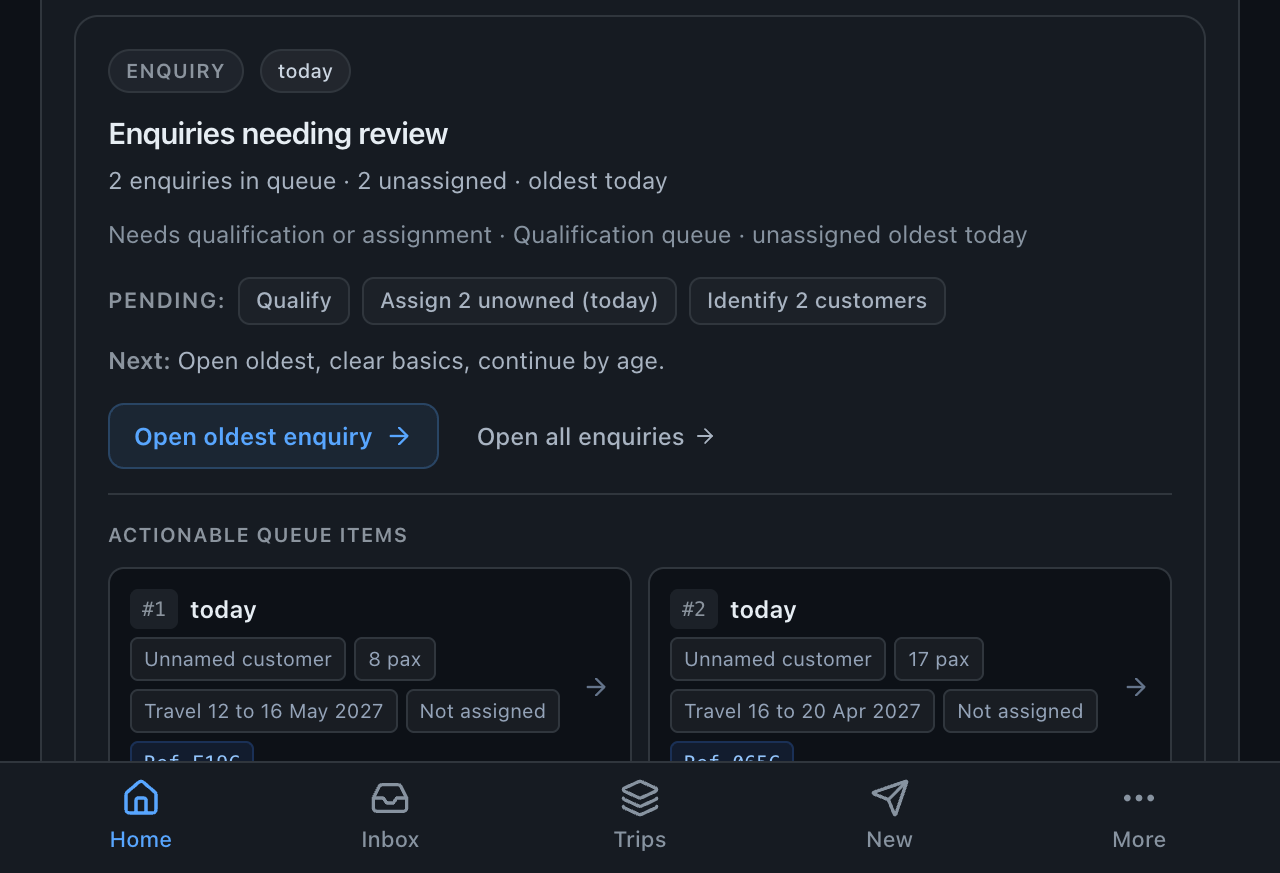 ENQUIRY today
Enquiries needing review
2 enquiries in queue · 2 unassigned · oldest today
Needs qualification or assignment · Qualification queue · unassigned oldest today
PENDING: Qualify Assign 2 unowned (today) Identify 2 customers
Next: Open oldest, clear basics, continue by age.
Open oldest enquiry → Open all enquiries →
ACTIONABLE QUEUE ITEMS
#1 today
Unnamed customer 8 pax
Travel 12 to 16 May 2027 Not assigned
→
Ref
#2 today
Unnamed customer 17 pax
Travel 16 to 20 Apr 2027 Not assigned
→
Ref
Home Inbox Trips New More